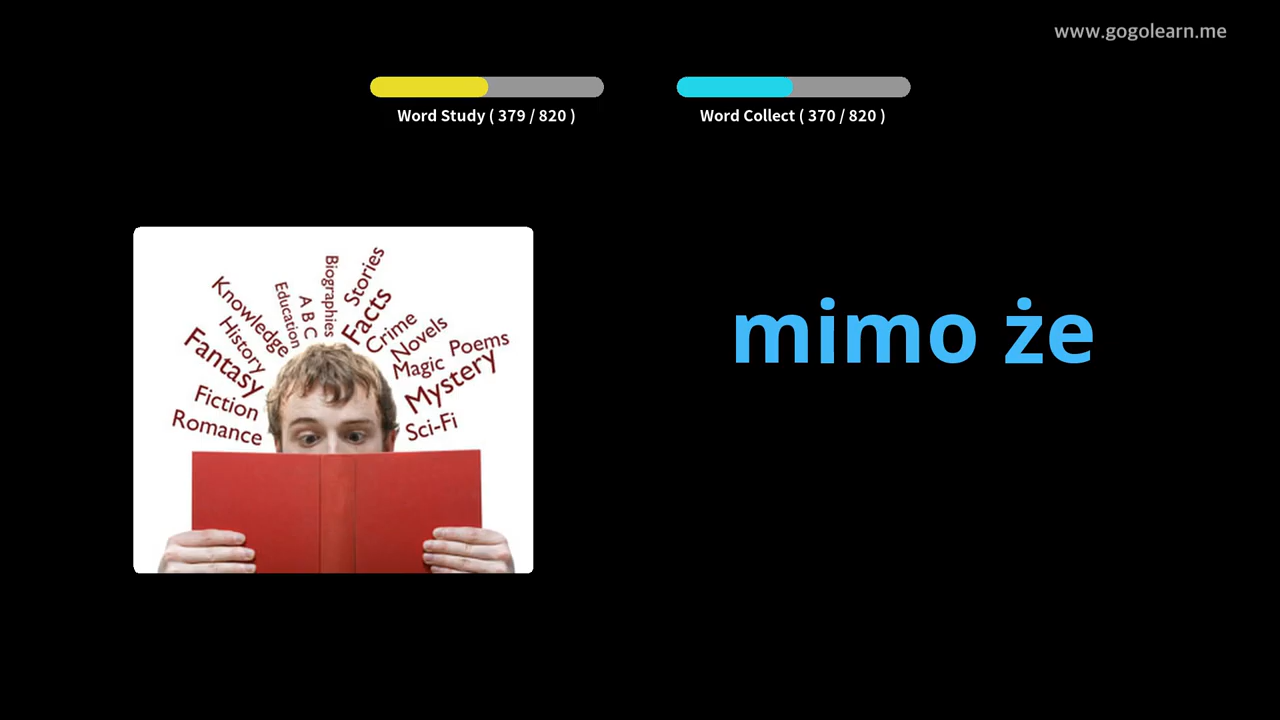 www.gogolearn.me
Word Study ( 379 / 820 )
Word Collect ( 370 / 820 )
mimo że
Biographies
Stories
Education
A B C
Facts
Knowledge
Crime
History
Novels
Fantasy
Magic
Poems
Mystery
Fiction
Romance
Sci-Fi